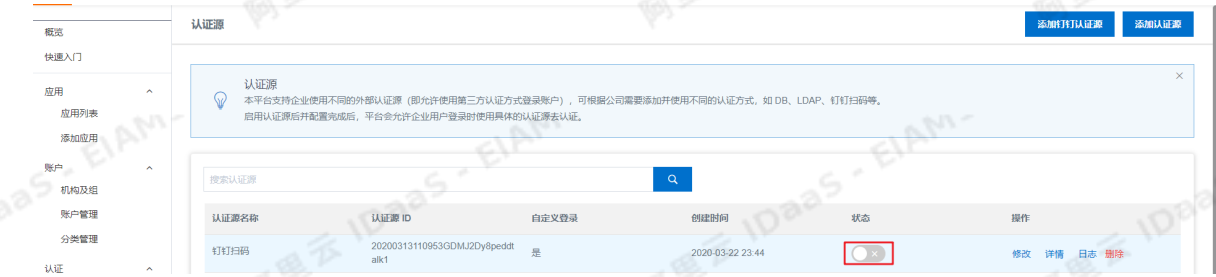 概览
快速入门
应用
应用列表
添加应用
账户
机构及组
账户管理
分类管理
认证
认证源
添加钉钉认证源
添加认证源
认证源
本平台支持企业使用不同的外部认证源（即允许使用第三方认证方式登录账户），可根据公司需要添加并使用不同的认证方式，如 DB、LDAP、钉钉扫码等。
启用认证源后并配置完成后，平台会允许企业用户登录时使用具体的认证源去认证。
搜索认证源
认证源名称 认证源 ID 自定义登录 创建时间 状态 操作
钉钉扫码 20200313110953GDMJ2Dy8peddt 是 2020-03-22 23:44 修改 详情 日志 删除
alk1
阿里云 IDaaS - EIAM-